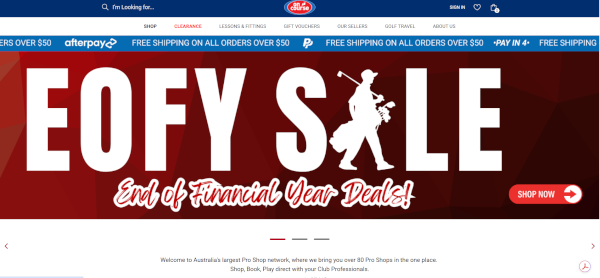 I'm Looking for...
on course
SIGN IN
SHOP CLEARANCE LESSONS & FITTINGS GIFT VOUCHERS OUR SELLERS GOLF TRAVEL ABOUT US
ERS OVER $50 afterpay FREE SHIPPING ON ALL ORDERS OVER $50 P FREE SHIPPING ON ALL ORDERS OVER $50 •PAY IN 4• FREE SHIPPING
EOFY SALE
End of Financial Year Deals!
SHOP NOW
Welcome to Australia's largest Pro Shop network, where we bring you over 80 Pro Shops in the one place.
Shop, Book, Play direct with your Club Professionals.